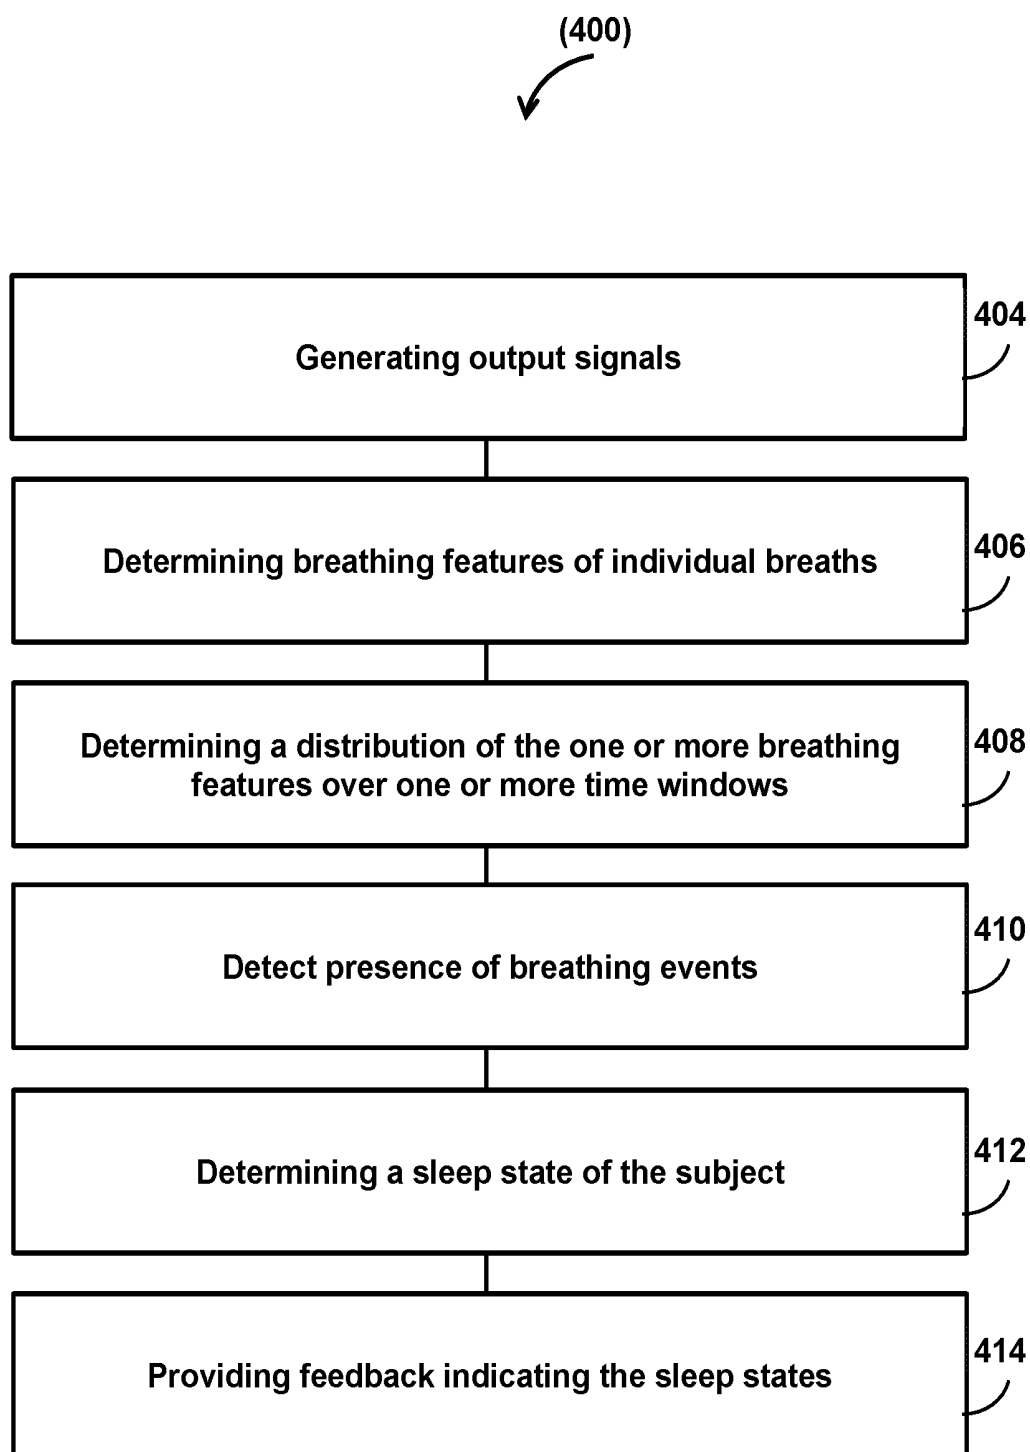 (400)
Generating output signals
404
Determining breathing features of individual breaths
406
Determining a distribution of the one or more breathing
features over one or more time windows
408
Detect presence of breathing events
410
Determining a sleep state of the subject
412
Providing feedback indicating the sleep states
414